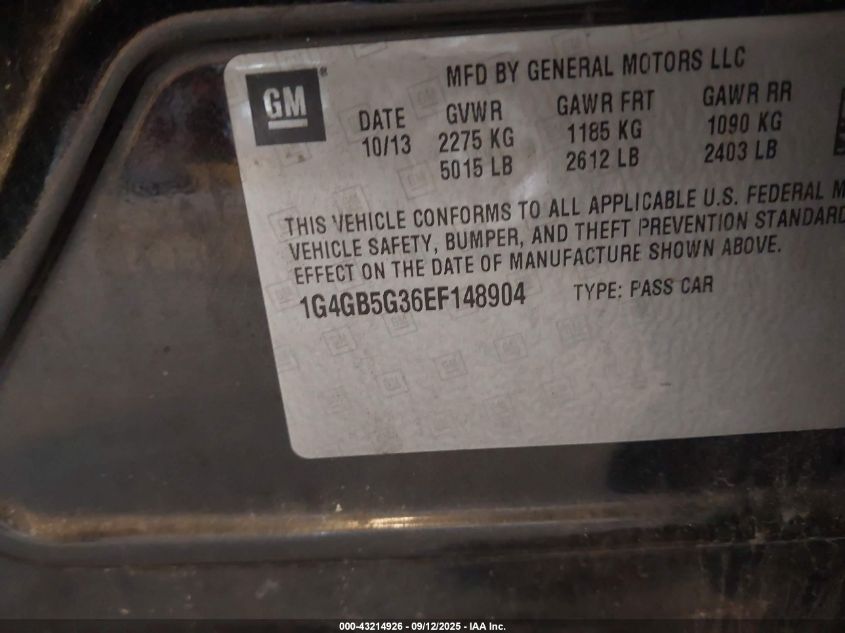 GM®
MFD BY GENERAL MOTORS LLC
DATE GVWR GAWR FRT GAWR RR
10/13 2275 KG 1185 KG 1090 KG
5015 LB 2612 LB 2403 LB
THIS VEHICLE CONFORMS TO ALL APPLICABLE U.S. FEDERAL
VEHICLE SAFETY, BUMPER, AND THEFT PREVENTION STANDARD
EFFECT ON THE DATE OF MANUFACTURE SHOWN ABOVE.
1G4GB5G36EF148904 TYPE: PASS CAR
000-43214926 - 09/12/2025 - IAA Inc.